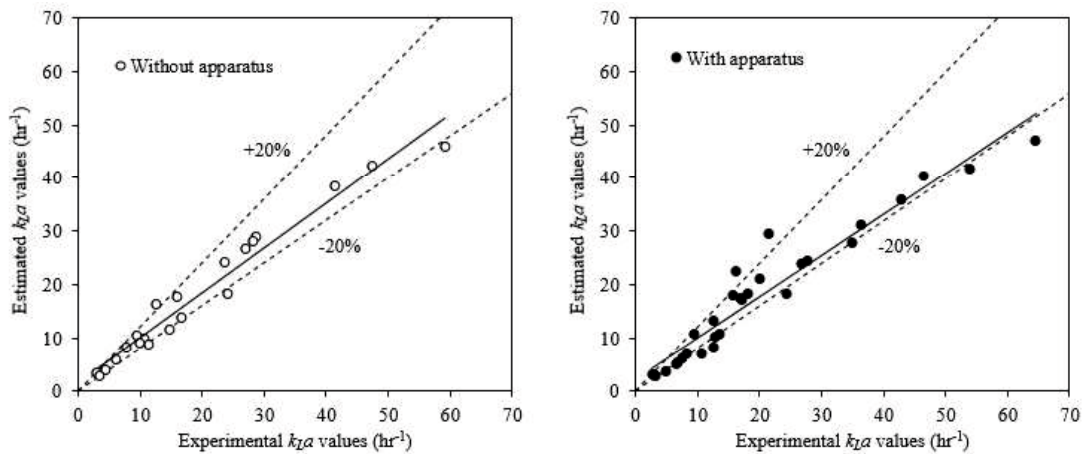 70
60
50
40
30
20
10
0
Estimated kLa values (hr-1)
Without apparatus
+20%
-20%
0 10 20 30 40 50 60 70
Experimental kLa values (hr-1)
70
60
50
40
30
20
10
0
Estimated kLa values (hr-1)
With apparatus
+20%
-20%
0 10 20 30 40 50 60 70
Experimental kLa values (hr-1)